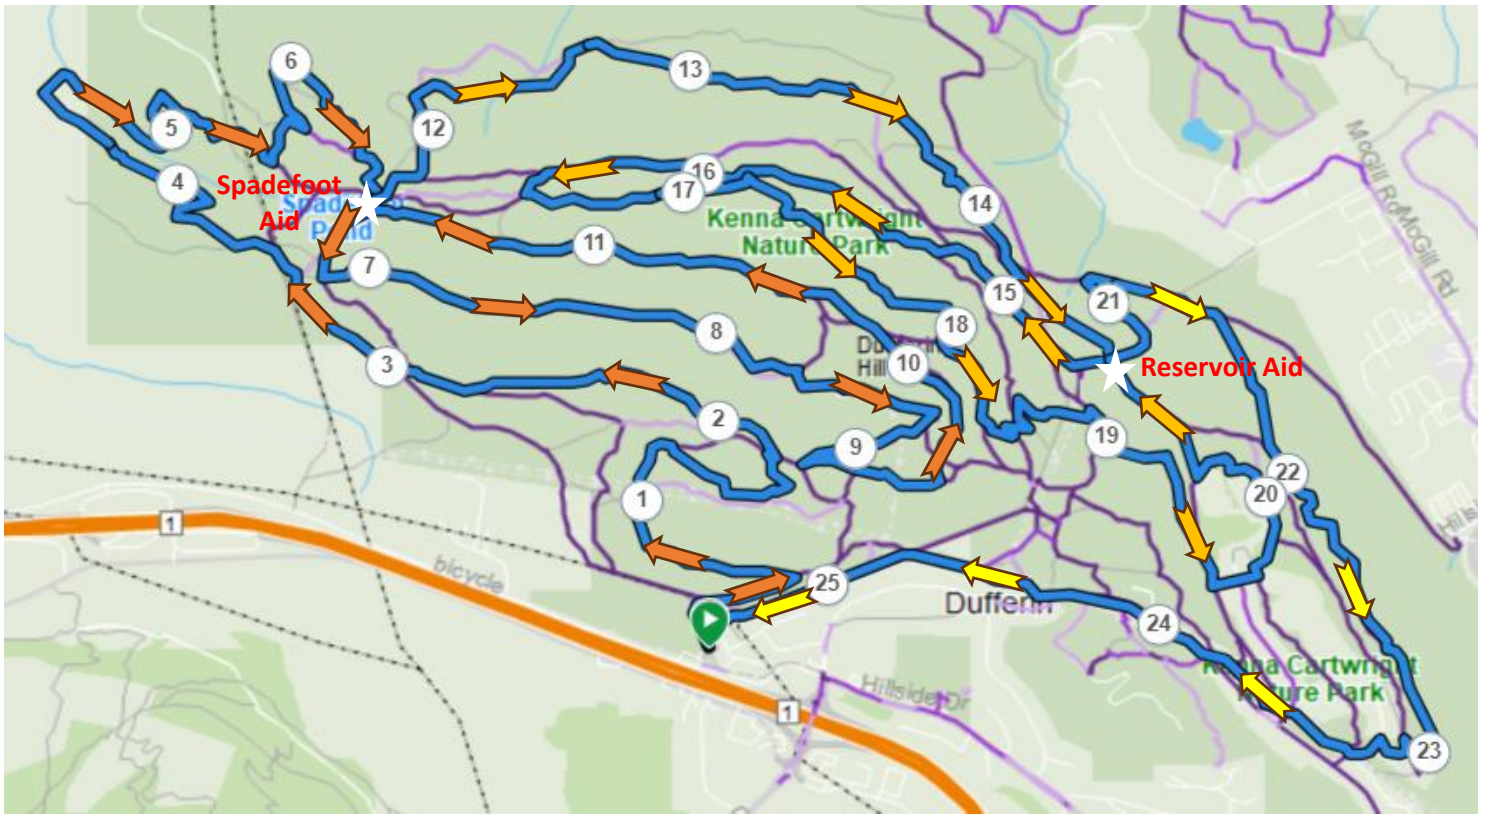 6
13
McGill Rd
McGill Rd
5
12
4
16
17
14
Spadefoot
Aid
Kenna Cartwright
Nature Park
11
7
15
21
18
8
10
3
Reservoir Aid
2
19
9
22
20
1
1
bicycle
25
Dufferin
24
Kenna Cartwright
Nature Park
Hillside Dr
1
23